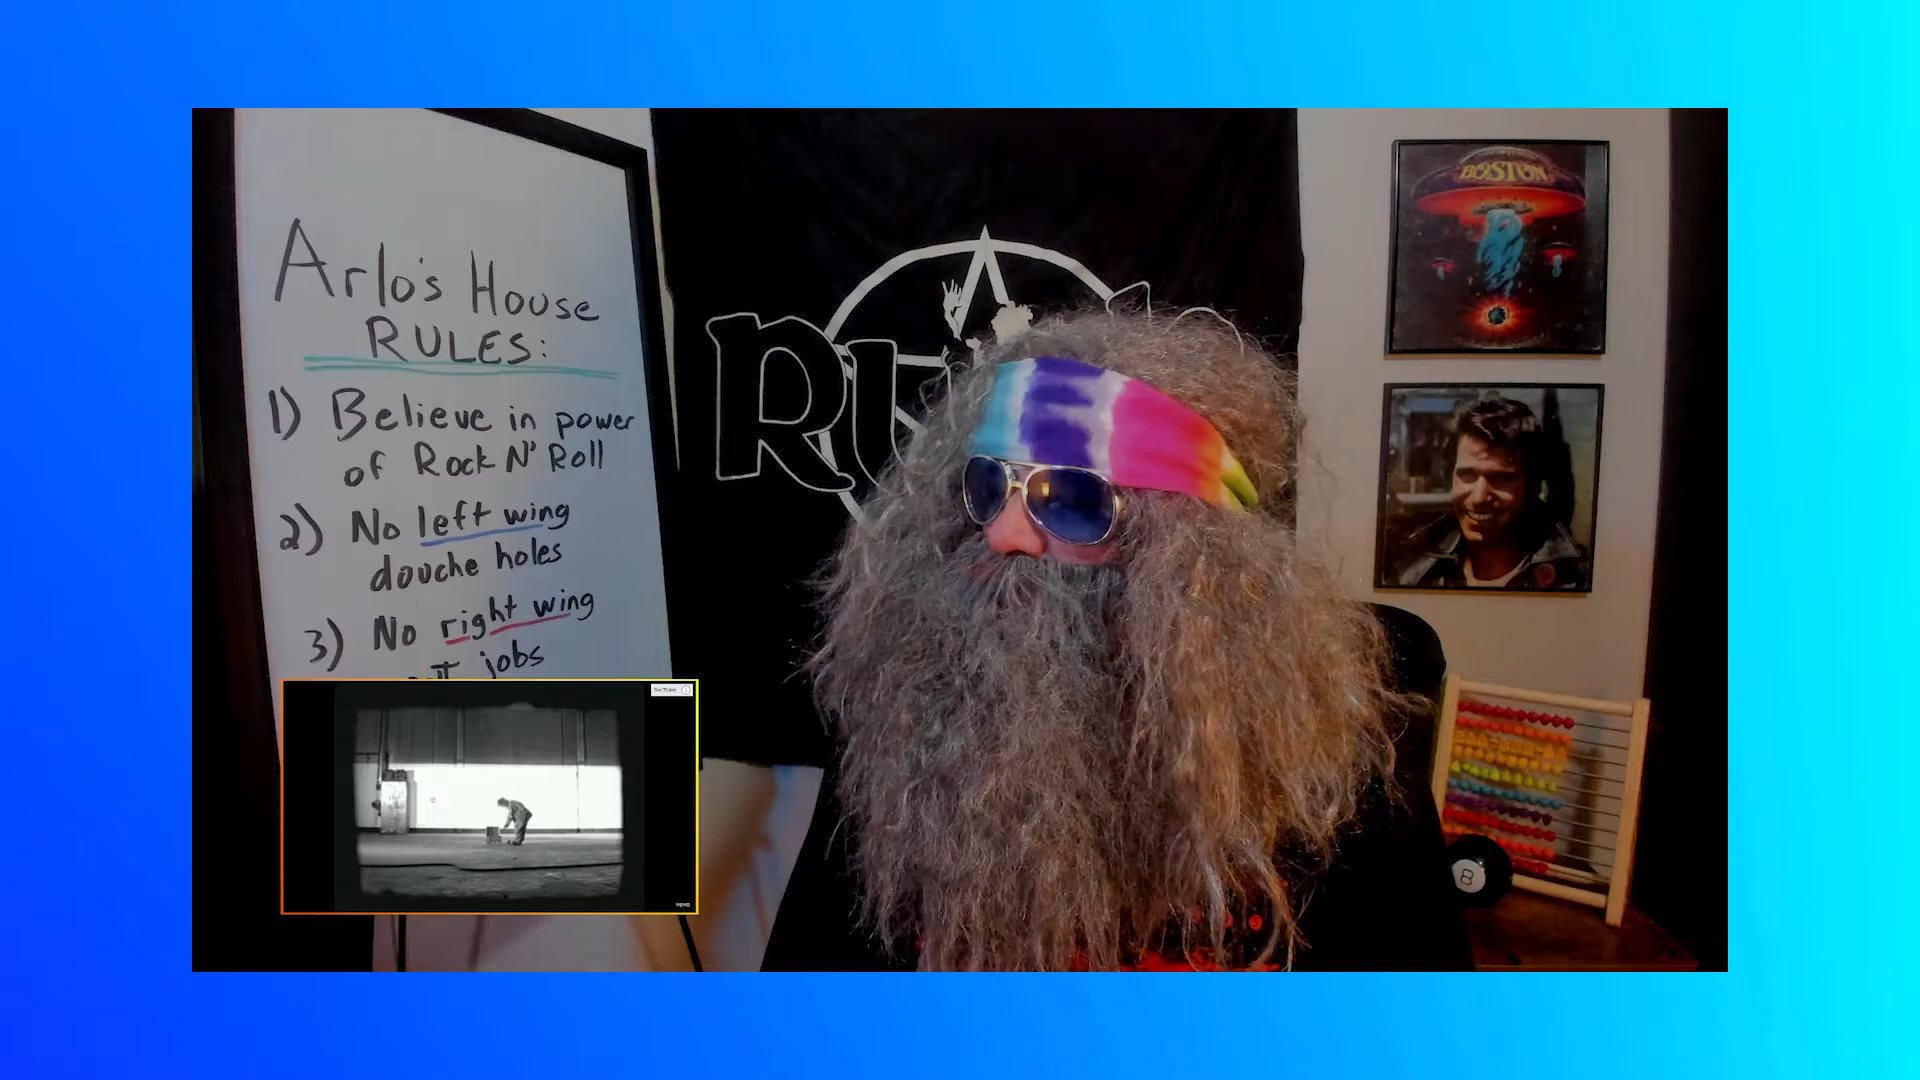 Arlo's House
RULES:
1) Believe in power
of Rock N' Roll
2) No left wing
douche holes
3) No right wing
jobs
BOSTON
8
vevo